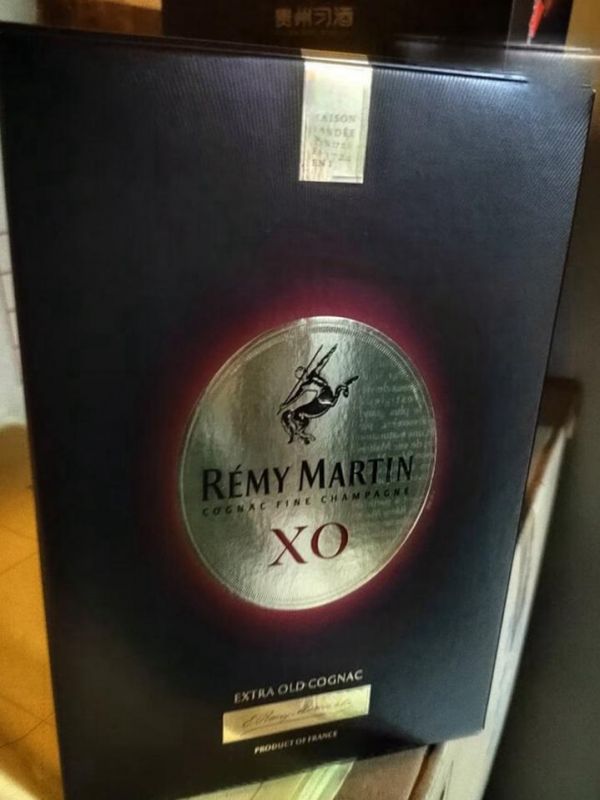 贵州习酒
RÉMY MARTIN
COGNAC FINE CHAMPAGNE
XO
EXTRA OLD COGNAC
PRODUCT OF FRANCE